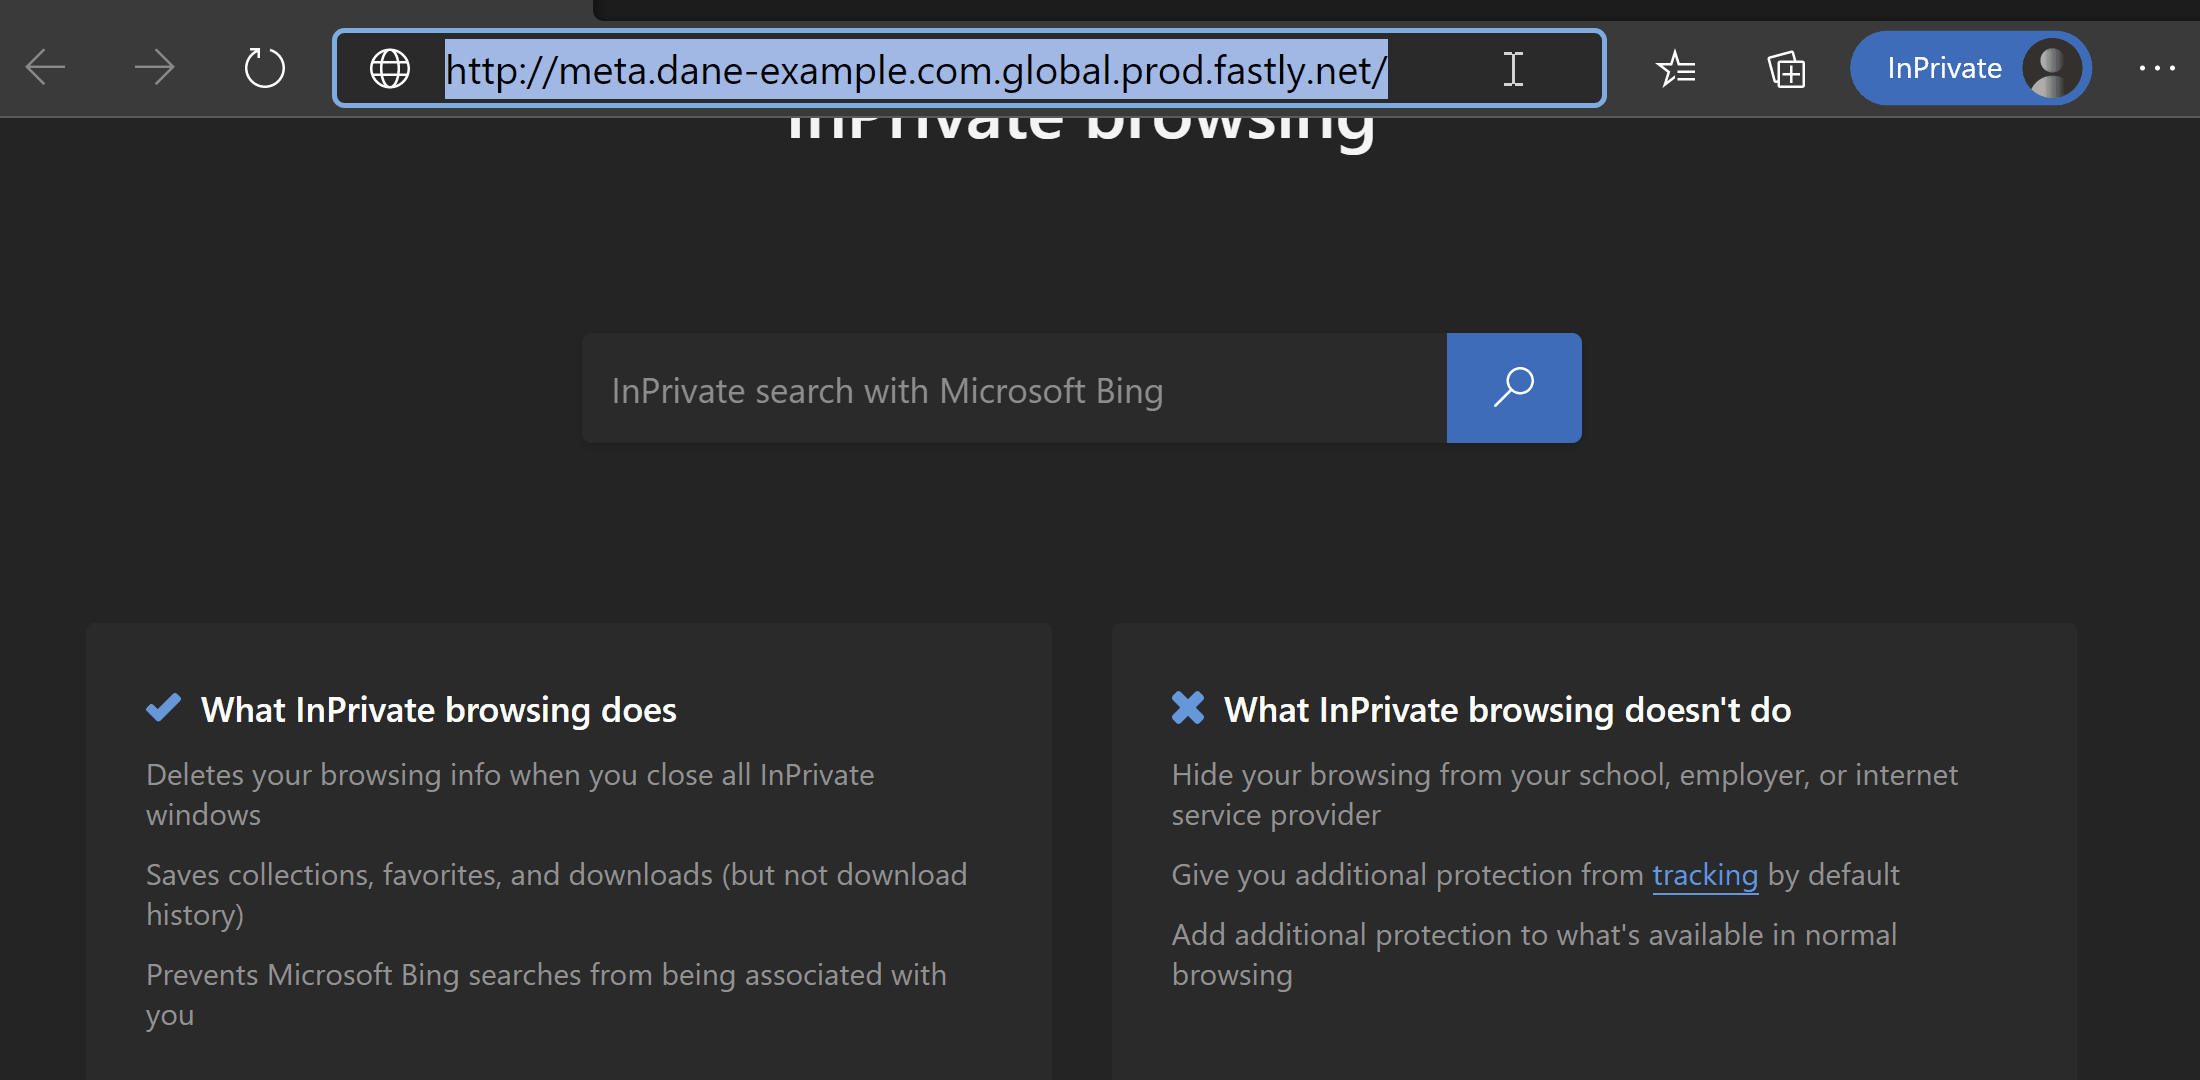 http://meta.dane-example.com.global.prod.fastly.net/
InPrivate
InPrivate browsing
InPrivate search with Microsoft Bing
What InPrivate browsing does
Deletes your browsing info when you close all InPrivate
windows
Saves collections, favorites, and downloads (but not download
history)
Prevents Microsoft Bing searches from being associated with
you
What InPrivate browsing doesn't do
Hide your browsing from your school, employer, or internet
service provider
Give you additional protection from tracking by default
Add additional protection to what's available in normal
browsing